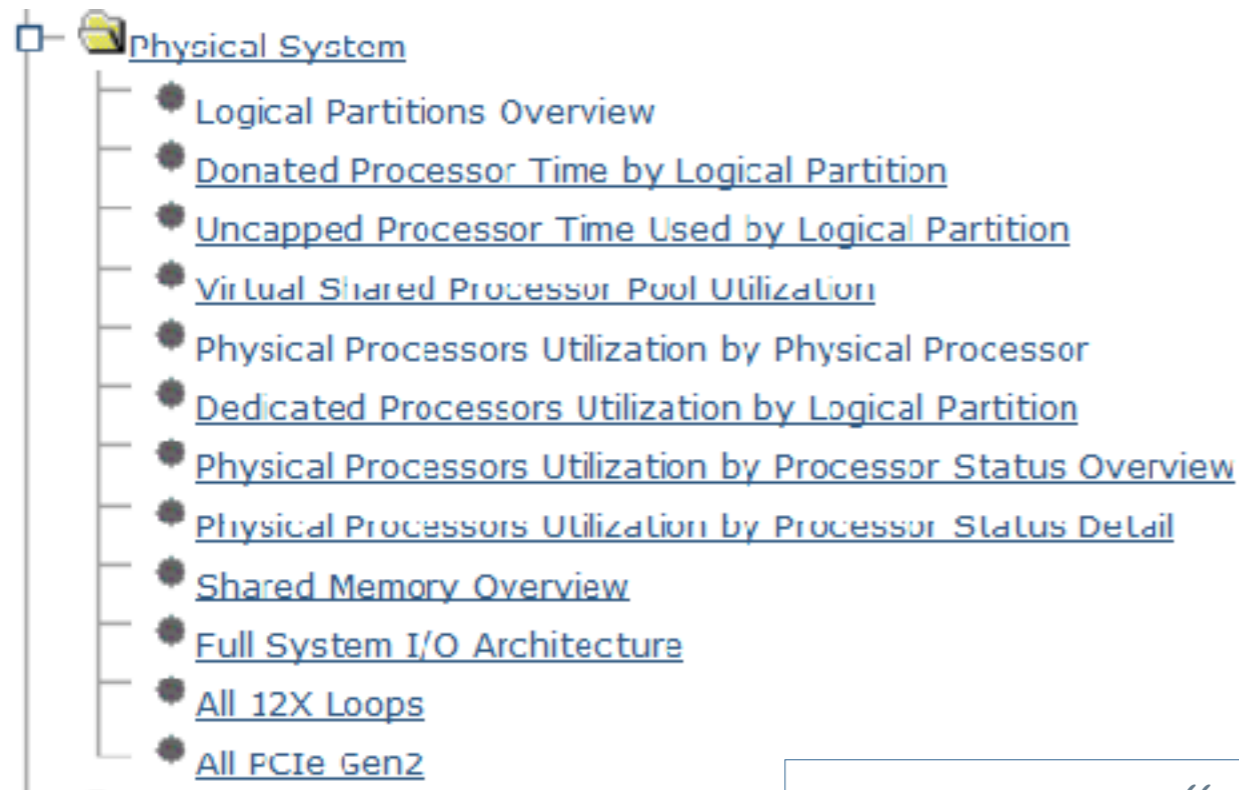 Physical System
Logical Partitions Overview
Donated Processor Time by Logical Partition
Uncapped Processor Time Used by Logical Partition
Virtual Shared Processor Pool Utilization
Physical Processors Utilization by Physical Processor
Dedicated Processors Utilization by Logical Partition
Physical Processors Utilization by Processor Status Overview
Physical Processors Utilization by Processor Status Detail
Shared Memory Overview
Full System I/O Architecture
All 12X Loops
All PCIe Gen2
“